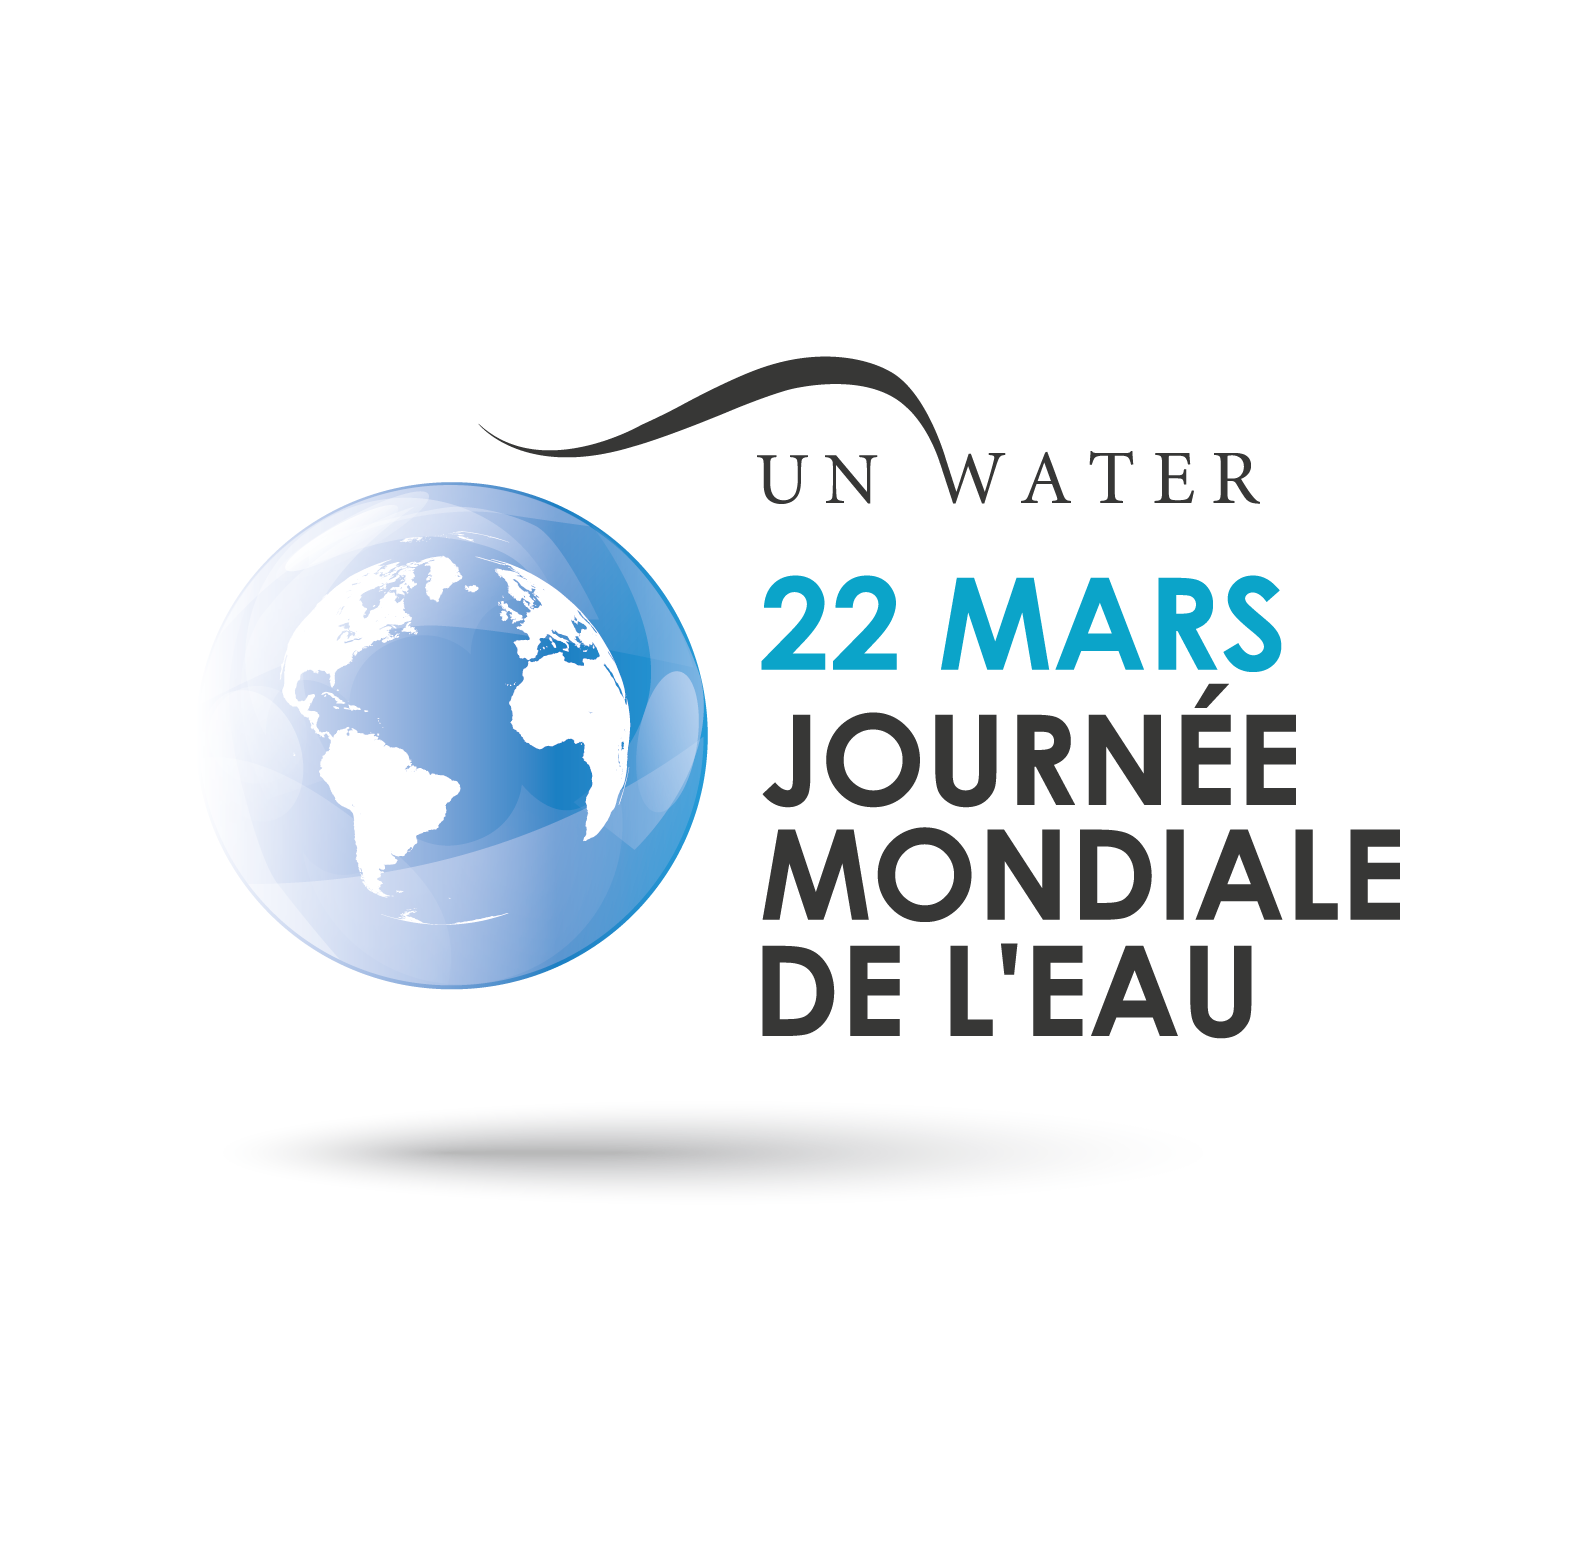 UN WATER
22 MARS
JOURNÉE
MONDIALE
DE L'EAU